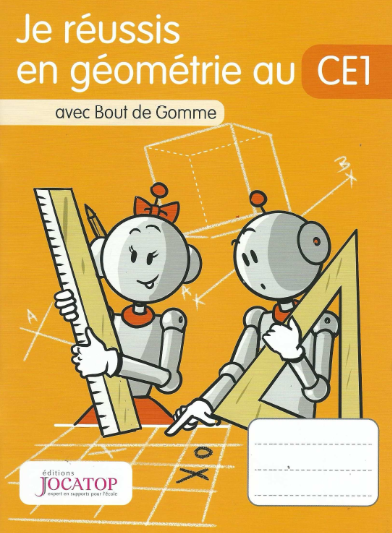 Je réussis
en géométrie au CE1
avec Bout de Gomme
B
A
K
A
X
X O
éditions
JOCATOP
expert en supports pour l'école